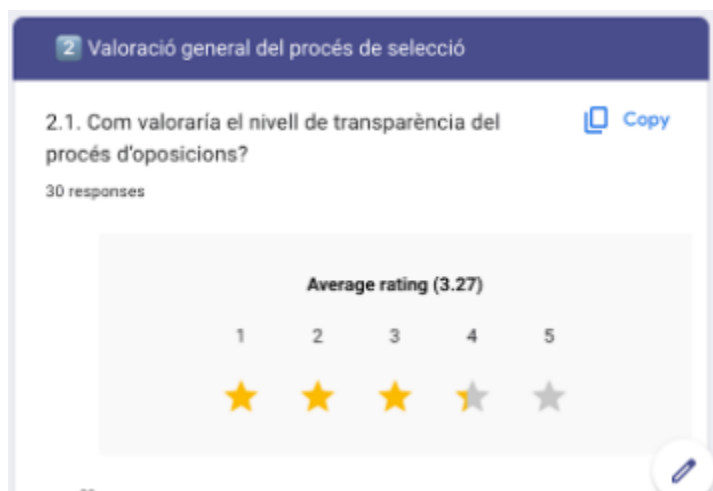 2 Valoració general del procés de selecció
2.1. Com valoraría el nivell de transparència del
procés d'oposicions?
Copy
30 responses
Average rating (3.27)
1 2 3 4 5